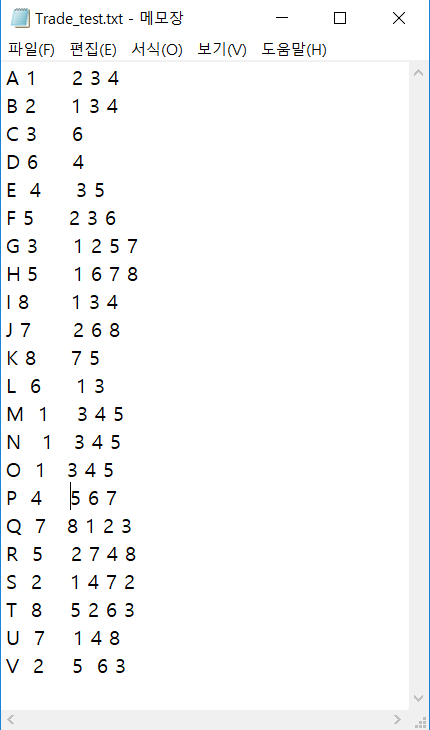 Trade_test.txt - 메모장
파일(F) 편집(E) 서식(O) 보기(V) 도움말(H)
A 1 2 3 4
B 2 1 3 4
C 3 6
D 6 4
E 4 3 5
F 5 2 3 6
G 3 1 2 5 7
H 5 1 6 7 8
I 8 1 3 4
J 7 2 6 8
K 8 7 5
L 6 1 3
M 1 3 4 5
N 1 3 4 5
O 1 3 4 5
P 4 5 6 7
Q 7 8 1 2 3
R 5 2 7 4 8
S 2 1 4 7 2
T 8 5 2 6 3
U 7 1 4 8
V 2 5 6 3